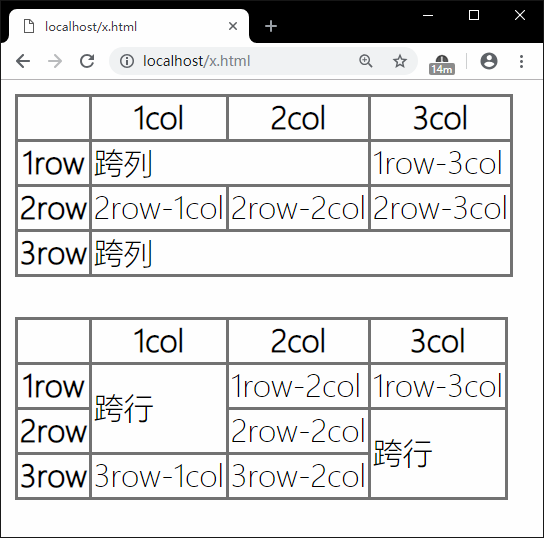 localhost/x.html
localhost/x.html
14m
1col 2col 3col
1row 跨列 1row-3col
2row 2row-1col 2row-2col 2row-3col
3row 跨列
1col 2col 3col
1row 跨行 1row-2col 1row-3col
2row 2row-2col 跨行
3row 3row-1col 3row-2col